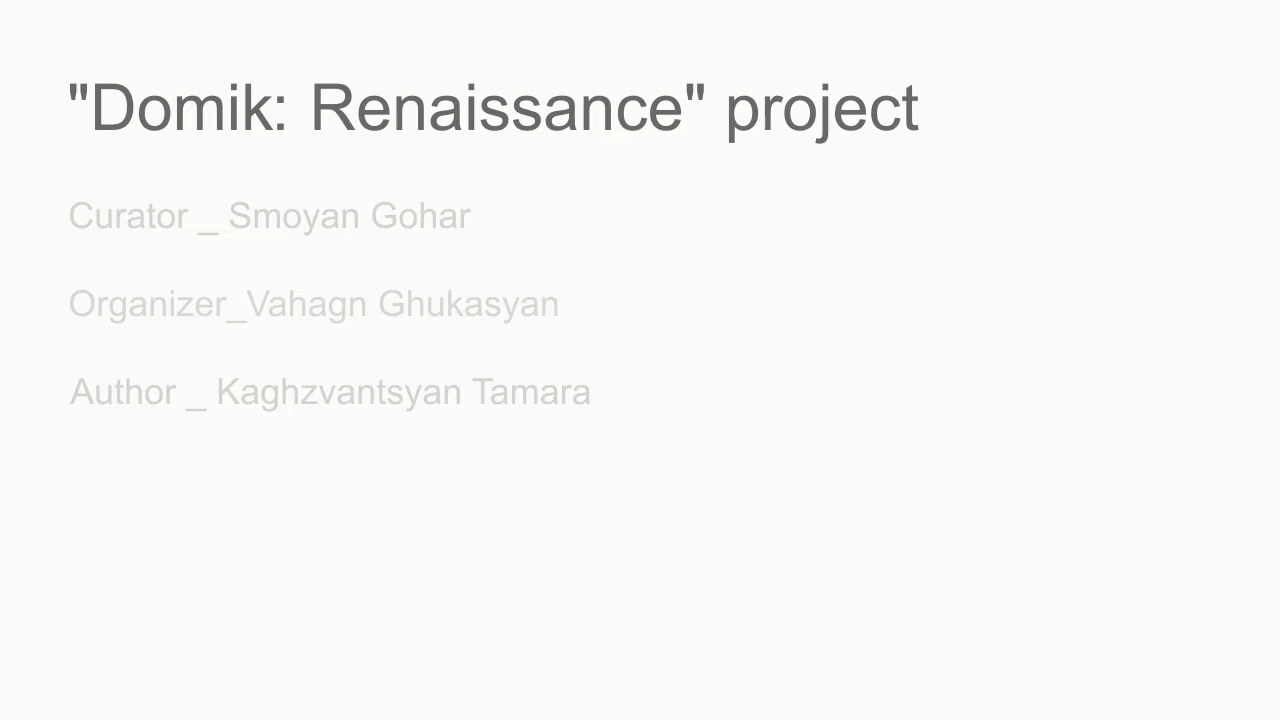 "Domik: Renaissance" project
Curator _ Smoyan Gohar
Organizer_Vahagn Ghukasyan
Author _ Kaghzvantsyan Tamara